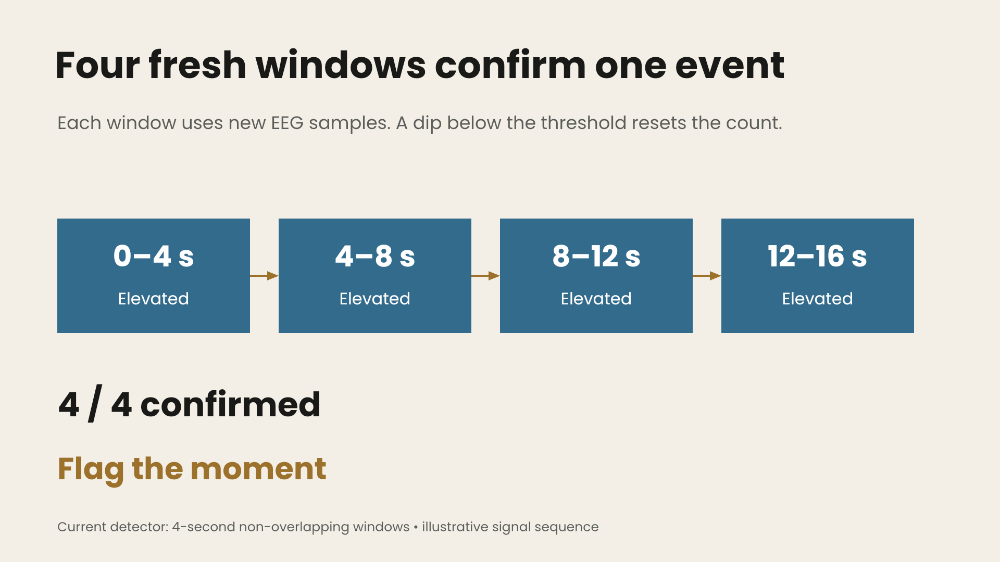 Four fresh windows confirm one event
Each window uses new EEG samples. A dip below the threshold resets the count.
0–4 s
Elevated
4–8 s
Elevated
8–12 s
Elevated
12–16 s
Elevated
4 / 4 confirmed
Flag the moment
Current detector: 4-second non-overlapping windows • illustrative signal sequence